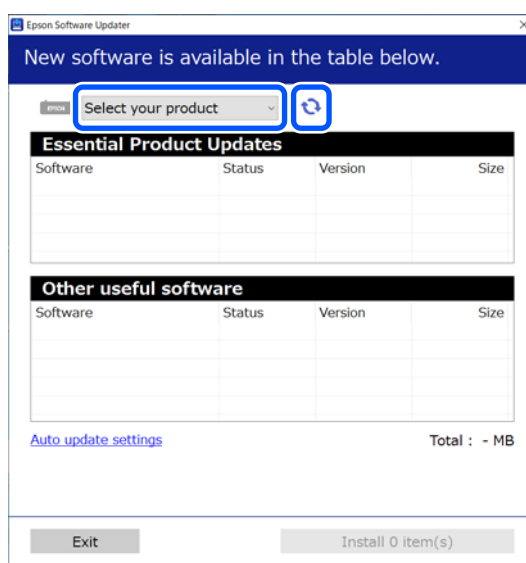 Epson Software Updater
New software is available in the table below.
EPSON Select your product
Essential Product Updates
Software Status Version Size
Other useful software
Software Status Version Size
Auto update settings Total : - MB
Exit Install 0 item(s)